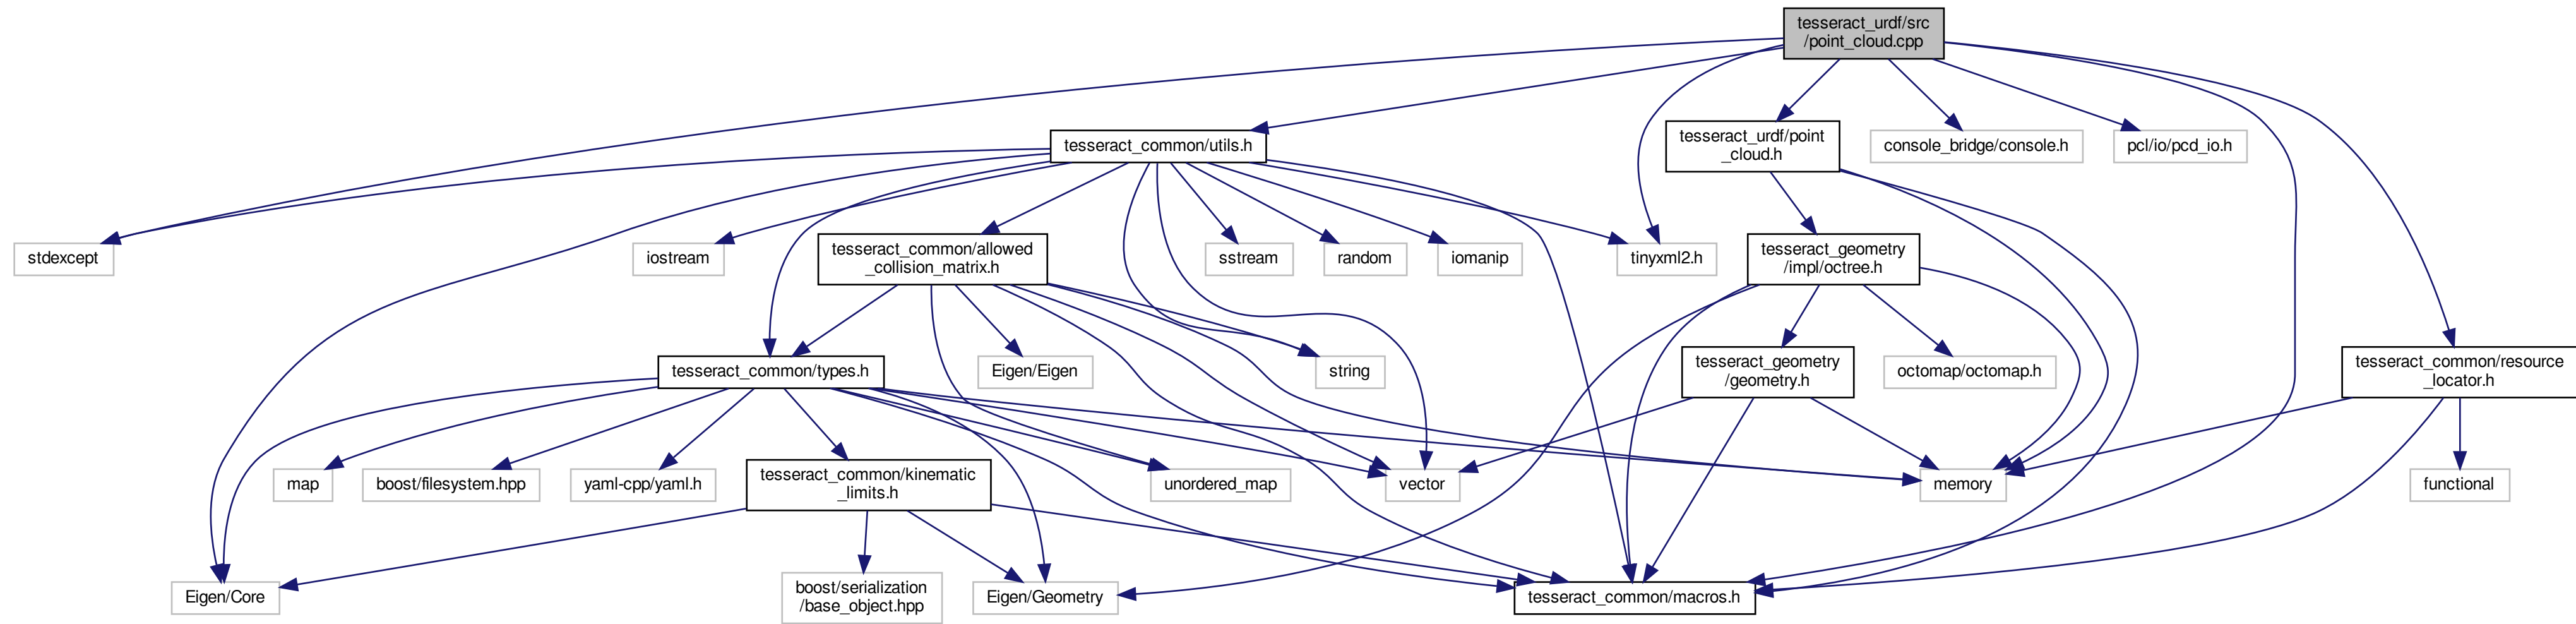 tesseract_urdf/src
/point_cloud.cpp
tesseract_common/utils.h
tesseract_urdf/point
_cloud.h
console_bridge/console.h
pcl/io/pcd_io.h
stdexcept
iostream
tesseract_common/allowed
_collision_matrix.h
sstream
random
iomanip
tinyxml2.h
tesseract_geometry
/impl/octree.h
tesseract_common/types.h
Eigen/Eigen
string
tesseract_geometry
/geometry.h
octomap/octomap.h
tesseract_common/resource
_locator.h
map
boost/filesystem.hpp
yaml-cpp/yaml.h
tesseract_common/kinematic
_limits.h
unordered_map
vector
memory
functional
Eigen/Core
boost/serialization
/base_object.hpp
Eigen/Geometry
tesseract_common/macros.h